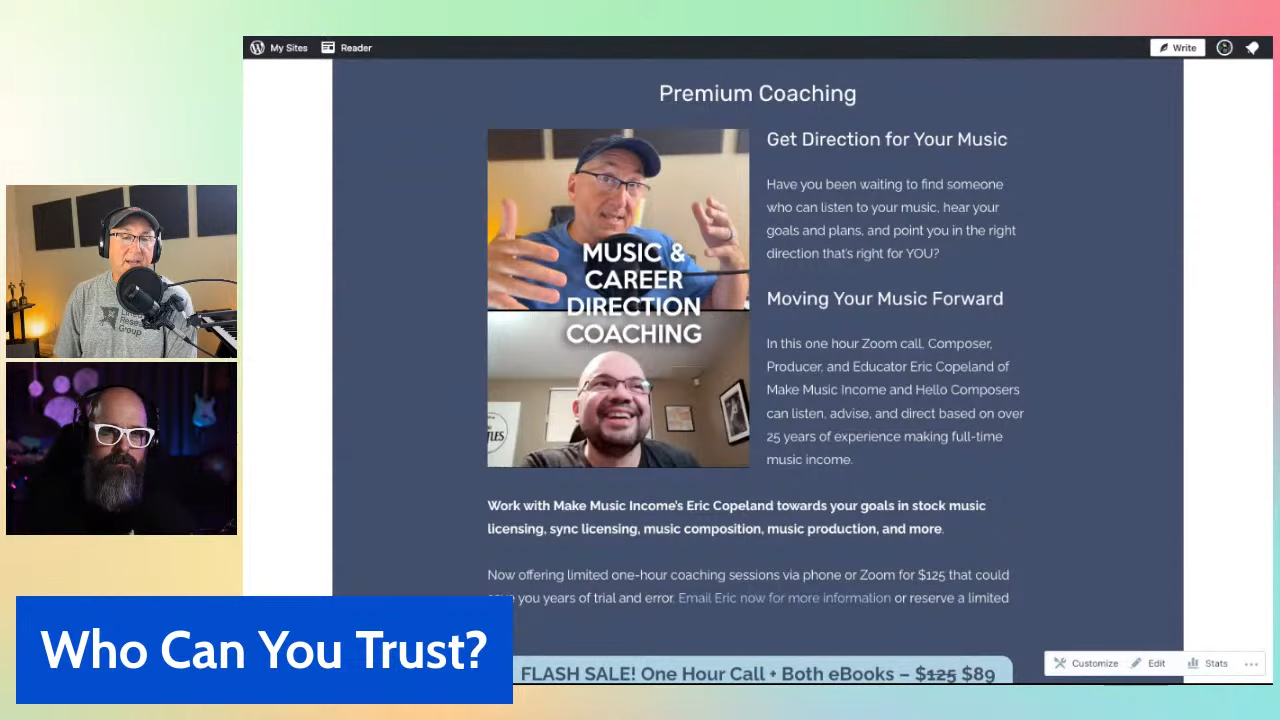 My Sites
Reader
Write
Premium Coaching
MUSIC &
CAREER
DIRECTION
COACHING
Get Direction for Your Music
Have you been waiting to find someone
who can listen to your music, hear your
goals and plans, and point you in the right
direction that's right for YOU?
Moving Your Music Forward
In this one hour Zoom call, Composer,
Producer, and Educator Eric Copeland of
Make Music Income and Hello Composers
can listen, advise, and direct based on over
25 years of experience making full-time
music income.
Work with Make Music Income's Eric Copeland towards your goals in stock music
licensing, sync licensing, music composition, music production, and more.
Now offering limited one-hour coaching sessions via phone or Zoom for $125 that could
you years of trial and error. Email Eric now for more information or reserve a limited
FLASH SALE! One Hour Call + Both eBooks – $125 $89
Customize
Edit
Stats
Who Can You Trust?
Group